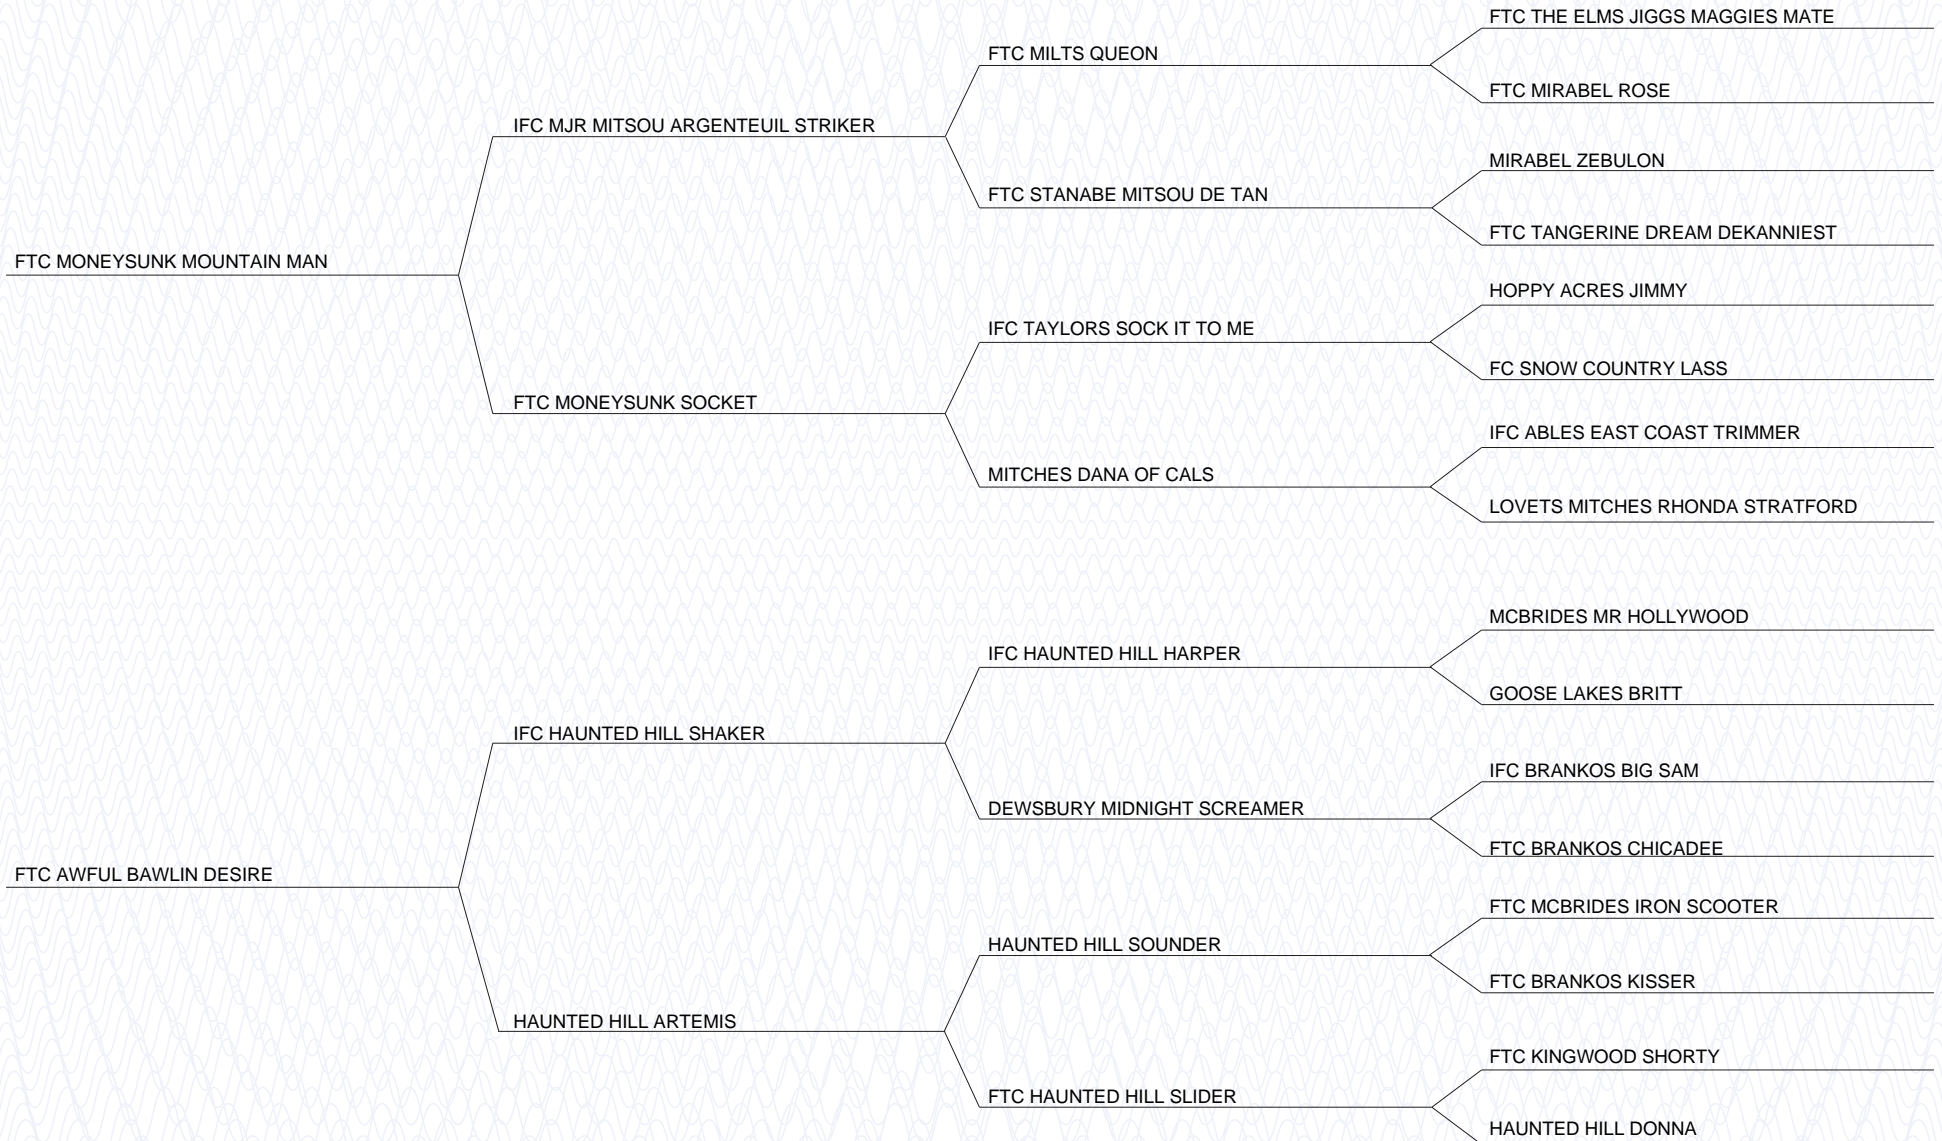 FTC THE ELMS JIGGS MAGGIES MATE
FTC MILTS QUEON
FTC MIRABEL ROSE
IFC MJR MITSOU ARGENTEUIL STRIKER
MIRABEL ZEBULON
FTC STANABE MITSOU DE TAN
FTC TANGERINE DREAM DEKANNIEST
FTC MONEYSUNK MOUNTAIN MAN
HOPPY ACRES JIMMY
IFC TAYLORS SOCK IT TO ME
FC SNOW COUNTRY LASS
FTC MONEYSUNK SOCKET
IFC ABLES EAST COAST TRIMMER
MITCHES DANA OF CALS
LOVETS MITCHES RHONDA STRATFORD
MCBRIDES MR HOLLYWOOD
IFC HAUNTED HILL HARPER
GOOSE LAKES BRITT
IFC HAUNTED HILL SHAKER
IFC BRANKOS BIG SAM
DEWSBURY MIDNIGHT SCREAMER
FTC BRANKOS CHICADEE
FTC AWFUL BAWLIN DESIRE
FTC MCBRIDES IRON SCOOTER
HAUNTED HILL SOUNDER
FTC BRANKOS KISSER
HAUNTED HILL ARTEMIS
FTC KINGWOOD SHORTY
FTC HAUNTED HILL SLIDER
HAUNTED HILL DONNA